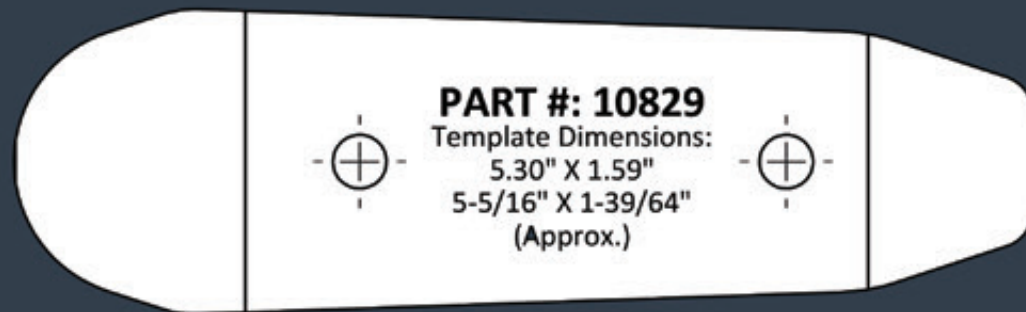 PART #: 10829
Template Dimensions:
5.30" X 1.59"
5-5/16" X 1-39/64"
(Approx.)